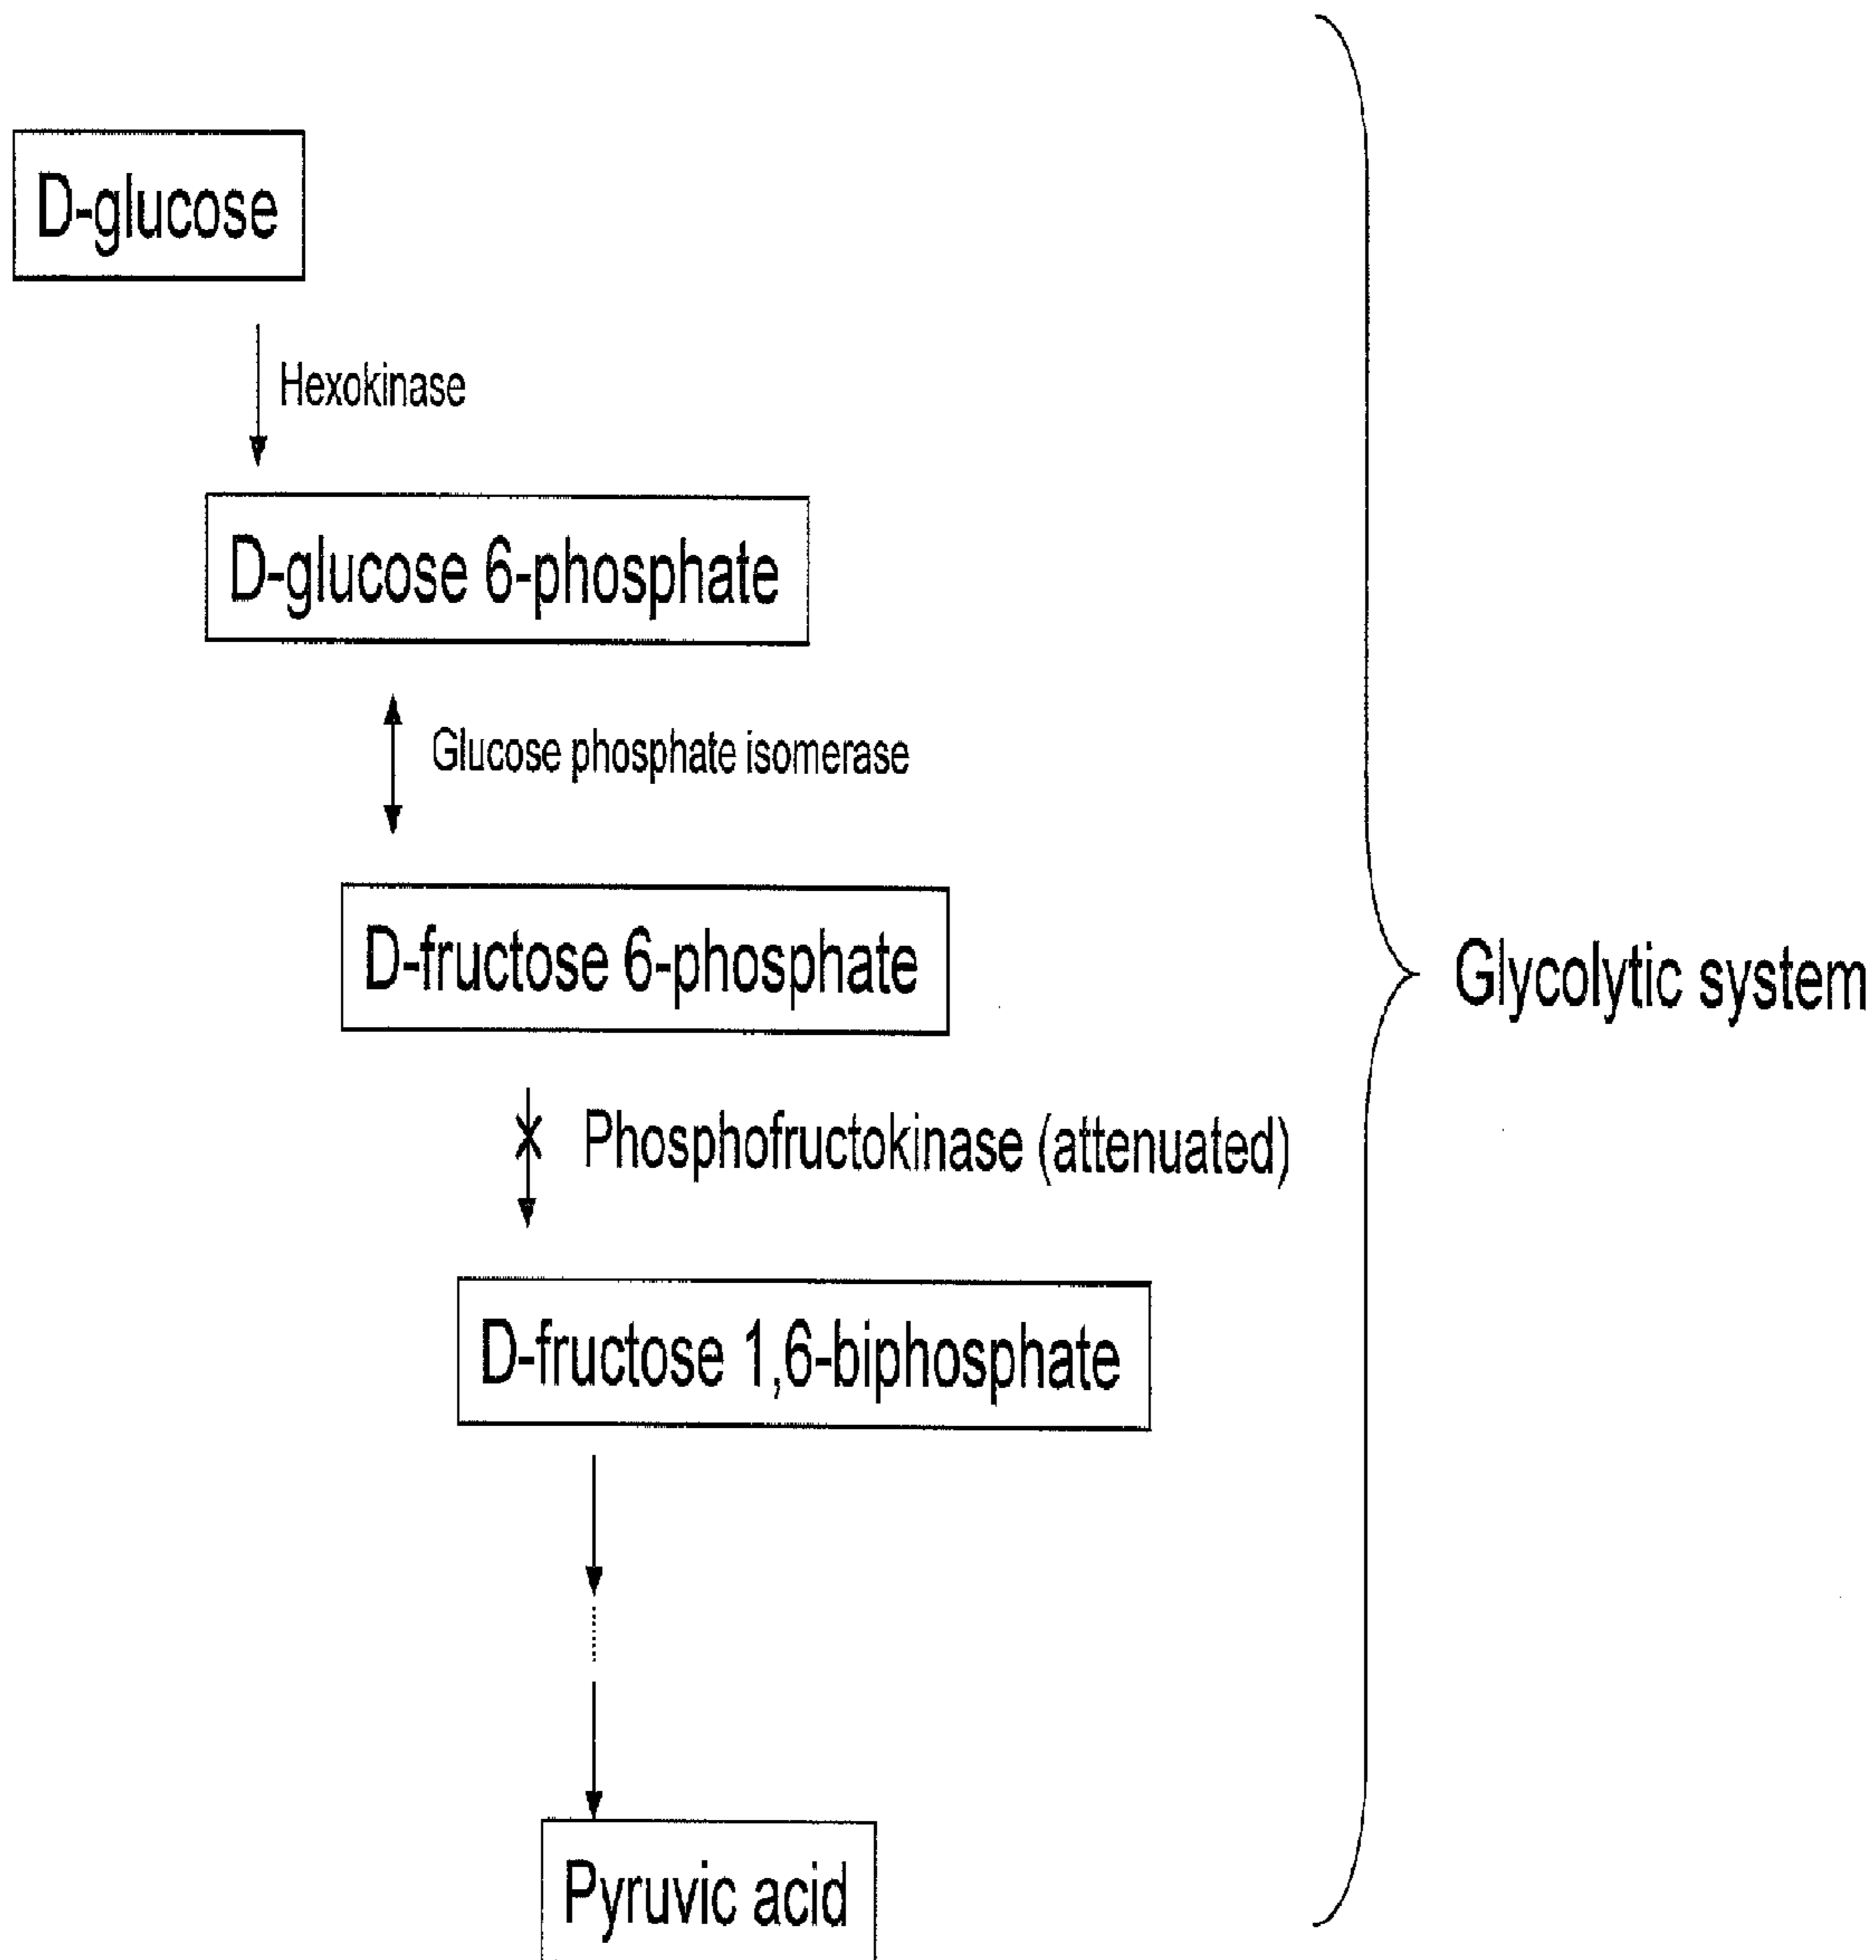 D-glucose
Hexokinase
D-glucose 6-phosphate
Glucose phosphate isomerase
D-fructose 6-phosphate
Glycolytic system
Phosphofructokinase (attenuated)
D-fructose 1,6-biphosphate
Pyruvic acid